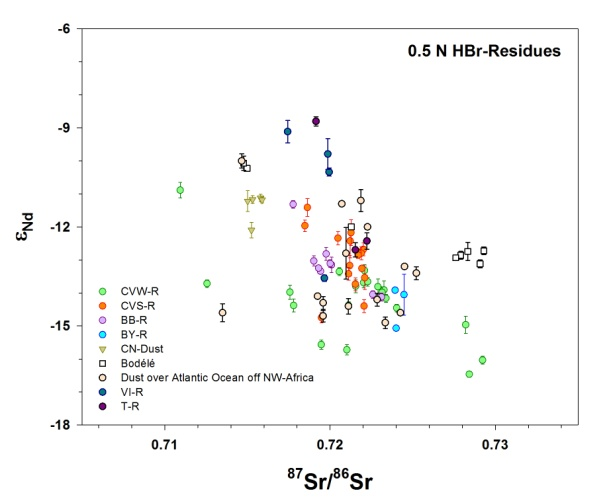 -6
0.5 N HBr-Residues
-9
εNd
-12
CVW-R
CVS-R
BB-R
BY-R
CN-Dust
Bodélé
Dust over Atlantic Ocean off NW-Africa
VI-R
T-R
-15
-18
0.71 0.72 0.73
87Sr/86Sr